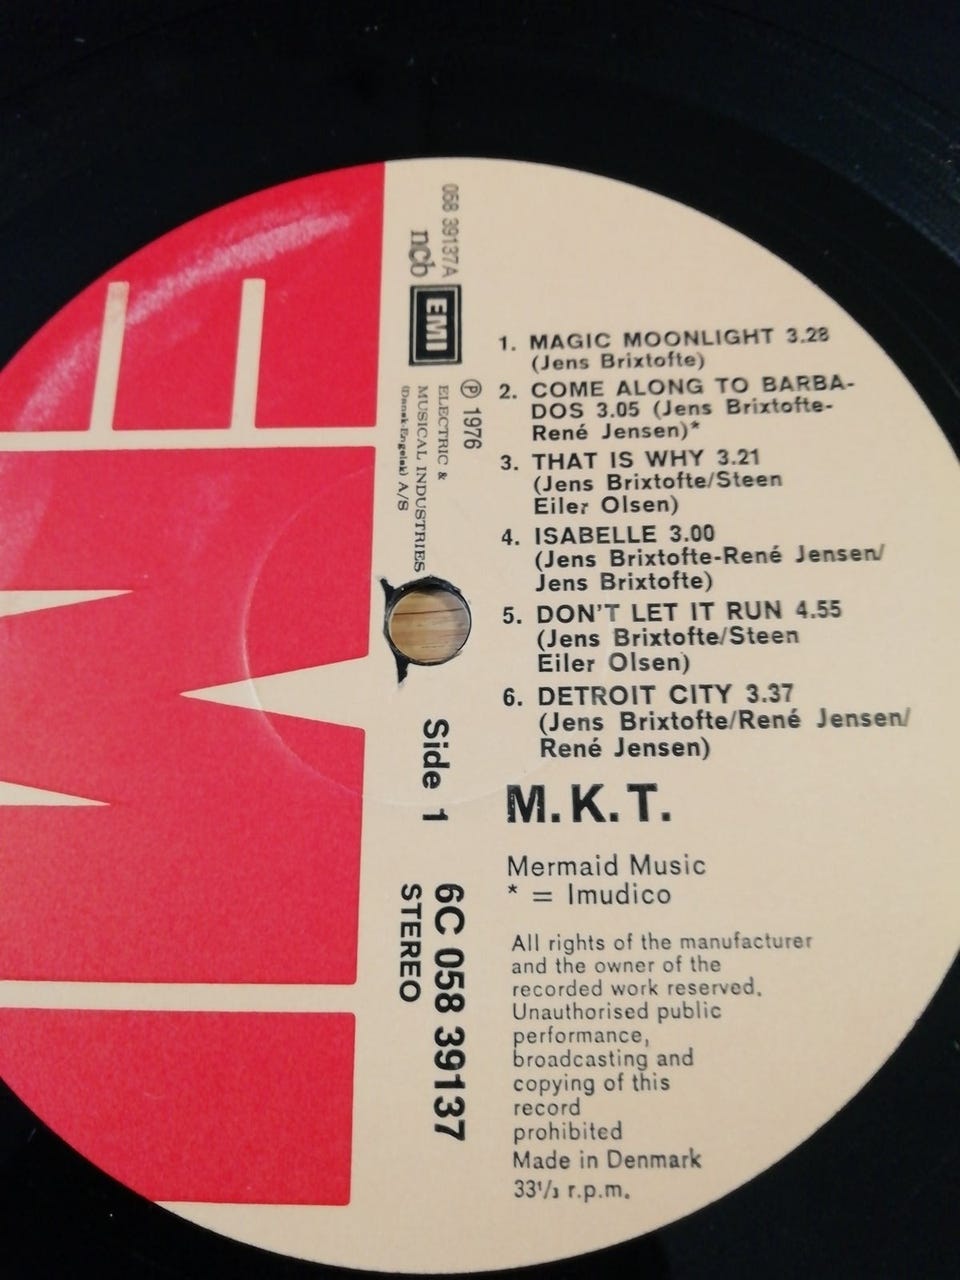 EMI
058 39137A
ncb
EMI
Ⓟ 1976
ELECTRIC &
MUSICAL INDUSTRIES
(Dansk-Engelsk) A/S
1. MAGIC MOONLIGHT 3.28
(Jens Brixtofte)
2. COME ALONG TO BARBA-
DOS 3.05 (Jens Brixtofte-
René Jensen)*
3. THAT IS WHY 3.21
(Jens Brixtofte/Steen
Eiler Olsen)
4. ISABELLE 3.00
(Jens Brixtofte-René Jensen/
Jens Brixtofte)
5. DON'T LET IT RUN 4.55
(Jens Brixtofte/Steen
Eiler Olsen)
6. DETROIT CITY 3.37
(Jens Brixtofte/René Jensen/
René Jensen)
M.K.T.
Side 1
6C 058 39137
STEREO
Mermaid Music
* = Imudico
All rights of the manufacturer
and the owner of the
recorded work reserved.
Unauthorised public
performance,
broadcasting and
copying of this
record
prohibited
Made in Denmark
33⅓ r.p.m.